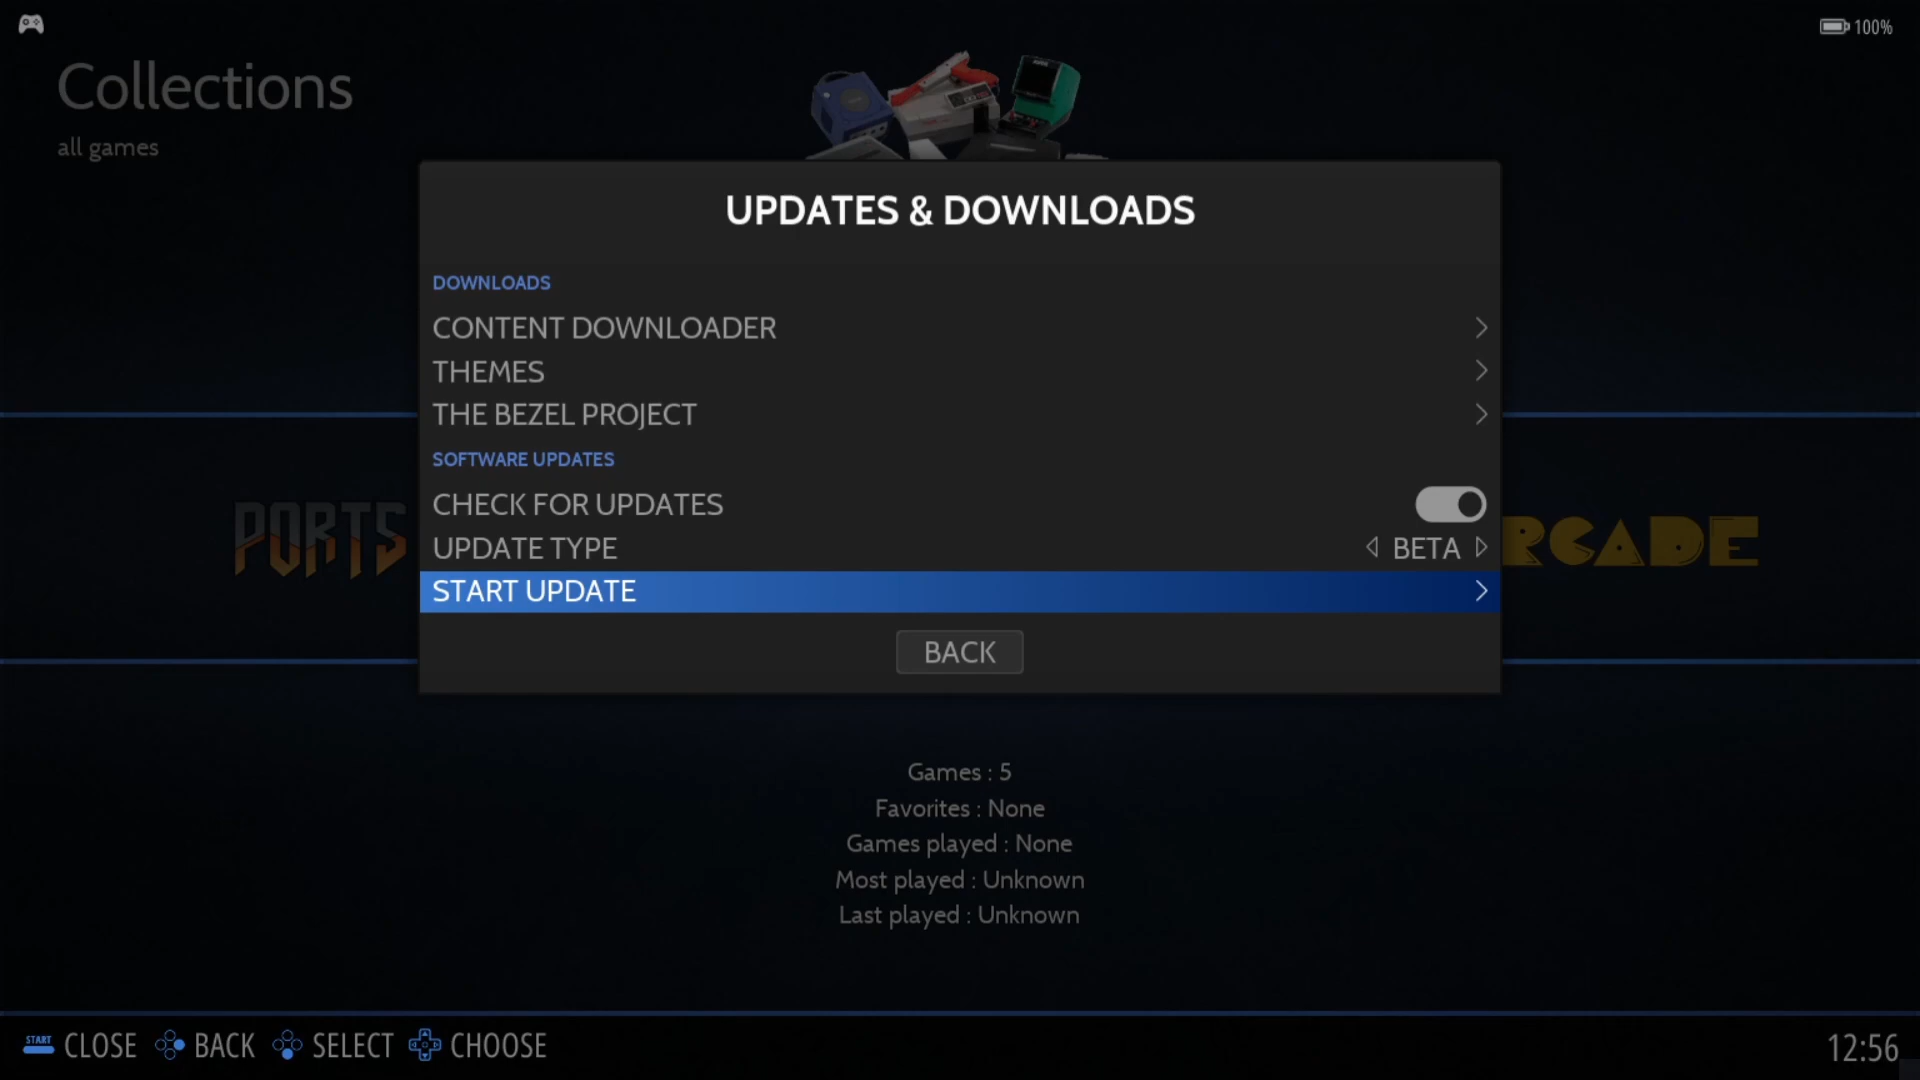 100%
Collections
all games
UPDATES & DOWNLOADS
DOWNLOADS
CONTENT DOWNLOADER
THEMES
THE BEZEL PROJECT
SOFTWARE UPDATES
CHECK FOR UPDATES
UPDATE TYPE BETA
PORTS
RCADE
START UPDATE
BACK
Games : 5
Favorites : None
Games played : None
Most played : Unknown
Last played : Unknown
START CLOSE BACK SELECT CHOOSE
12:56